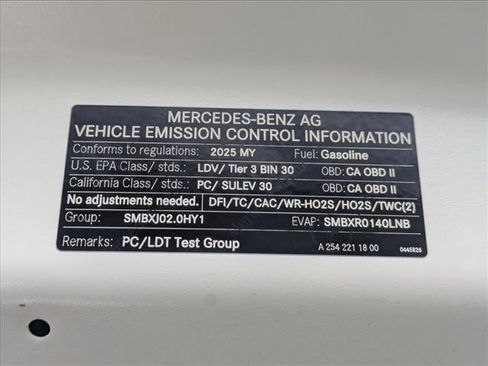 MERCEDES-BENZ AG
VEHICLE EMISSION CONTROL INFORMATION
Conforms to regulations: 2025 MY Fuel: Gasoline
U.S. EPA Class/ stds.: LDV/ Tier 3 BIN 30 OBD: CA OBD II
California Class/ stds.: PC/ SULEV 30 OBD: CA OBD II
No adjustments needed. DFI/TC/CAC/WR-HO2S/HO2S/TWC(2)
Group: SMBXJ02.0HY1 EVAP: SMBXR0140LNB
Remarks: PC/LDT Test Group A 254 221 18 00 0445826